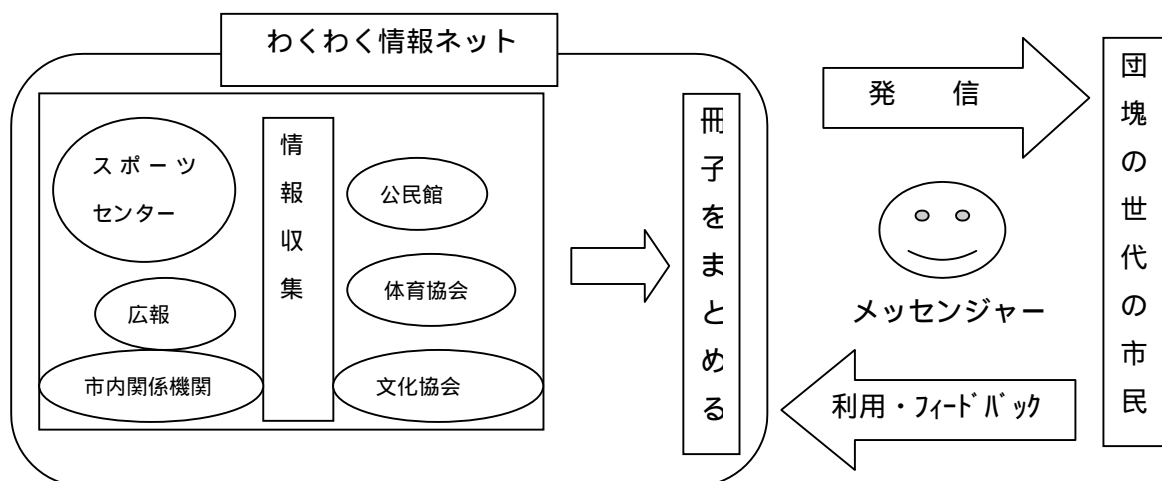 わくわく情報ネット
スポーツ
センター
広報
市内関係機関
情報収集
公民館
体育協会
文化協会
冊子をまとめる
発　信
メッセンジャー
利用・ﾌｨｰﾄﾞﾊﾞｯｸ
団塊の世代の市民